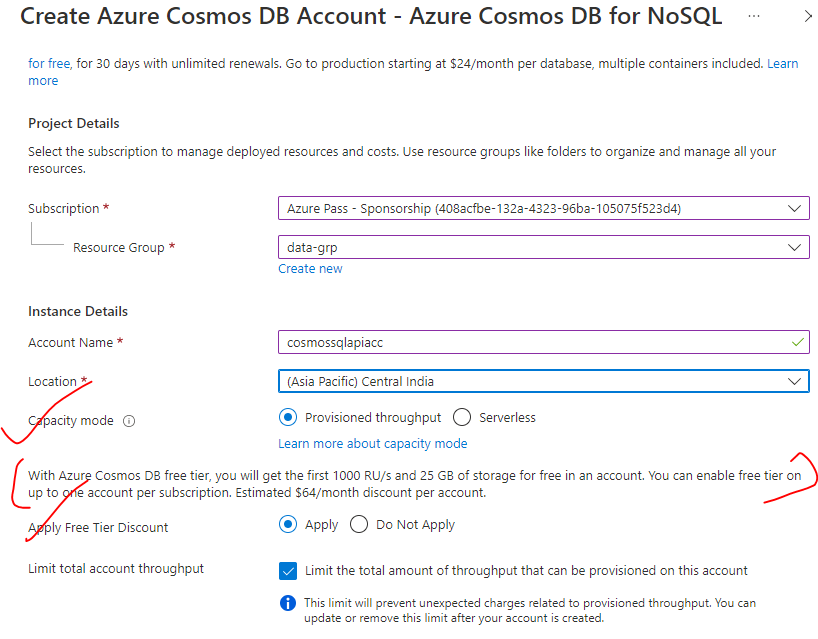 Create Azure Cosmos DB Account - Azure Cosmos DB for NoSQL ...
for free, for 30 days with unlimited renewals. Go to production starting at $24/month per database, multiple containers included. Learn
more
Project Details
Select the subscription to manage deployed resources and costs. Use resource groups like folders to organize and manage all your
resources.
Subscription *
Azure Pass - Sponsorship (408acfbe-132a-4323-96ba-105075f523d4)
Resource Group *
data-grp
Create new
Instance Details
Account Name *
cosmossqlapiacc
Location *
(Asia Pacific) Central India
Capacity mode
Provisioned throughput Serverless
Learn more about capacity mode
With Azure Cosmos DB free tier, you will get the first 1000 RU/s and 25 GB of storage for free in an account. You can enable free tier on
up to one account per subscription. Estimated $64/month discount per account.
Apply Free Tier Discount
Apply Do Not Apply
Limit total account throughput
Limit the total amount of throughput that can be provisioned on this account
This limit will prevent unexpected charges related to provisioned throughput. You can
update or remove this limit after your account is created.